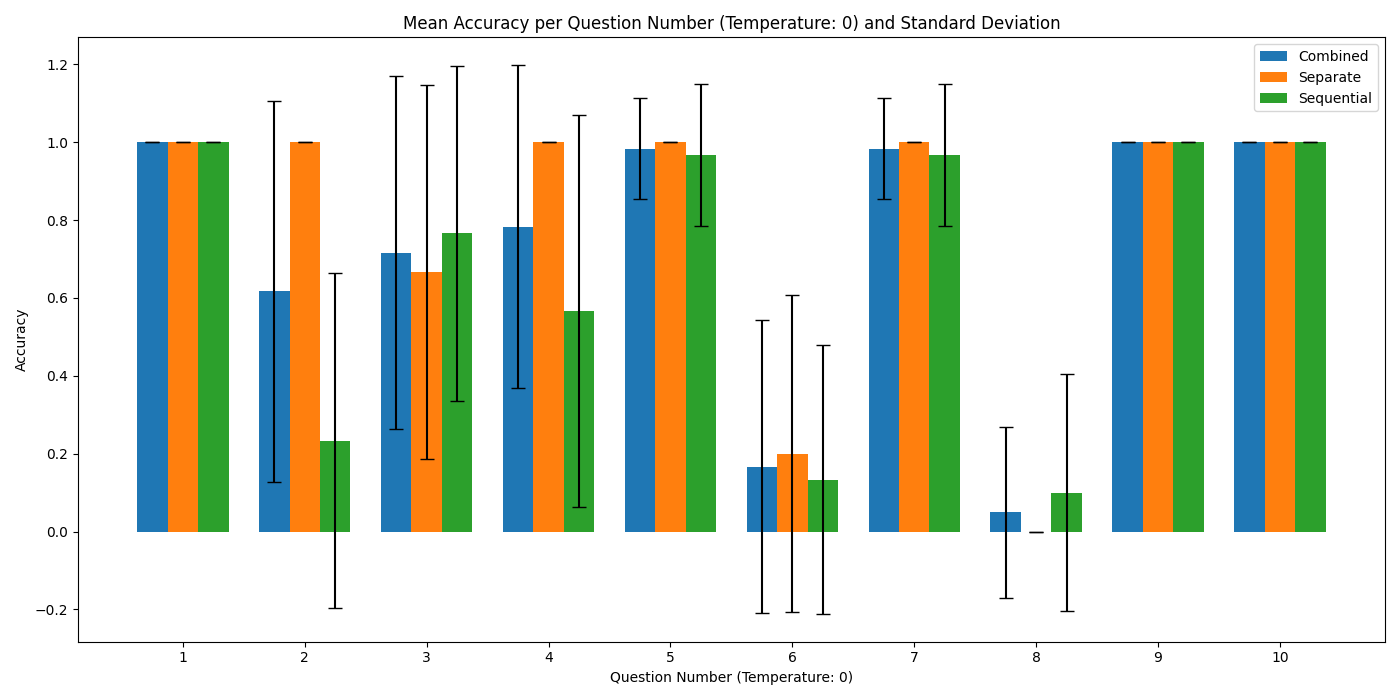 Mean Accuracy per Question Number (Temperature: 0) and Standard Deviation
Combined
Separate
Sequential
Accuracy
1.2
1.0
0.8
0.6
0.4
0.2
0.0
−0.2
1 2 3 4 5 6 7 8 9 10
Question Number (Temperature: 0)